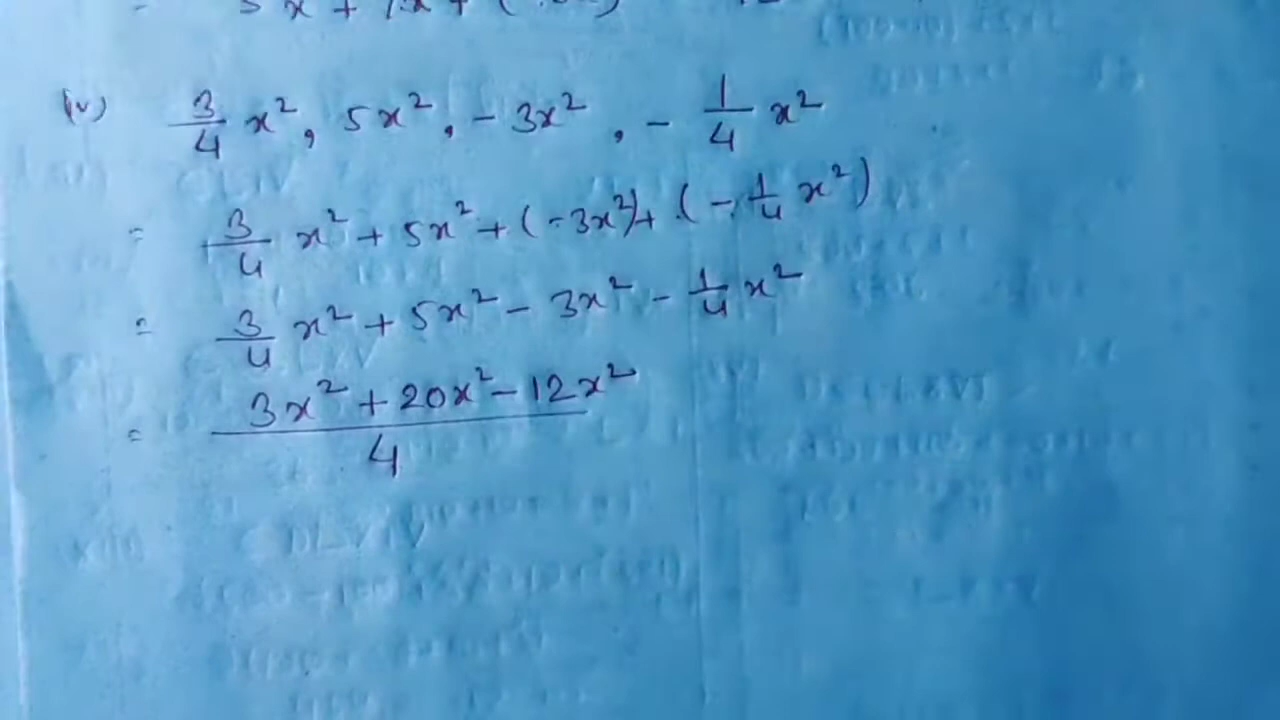 (iv) 3/4 x², 5x², - 3x², - 1/4 x²
= 3/4 x² + 5x² + (-3x²) + (- 1/4 x²)
= 3/4 x² + 5x² - 3x² - 1/4 x²
= (3x² + 20x² - 12x²)/4